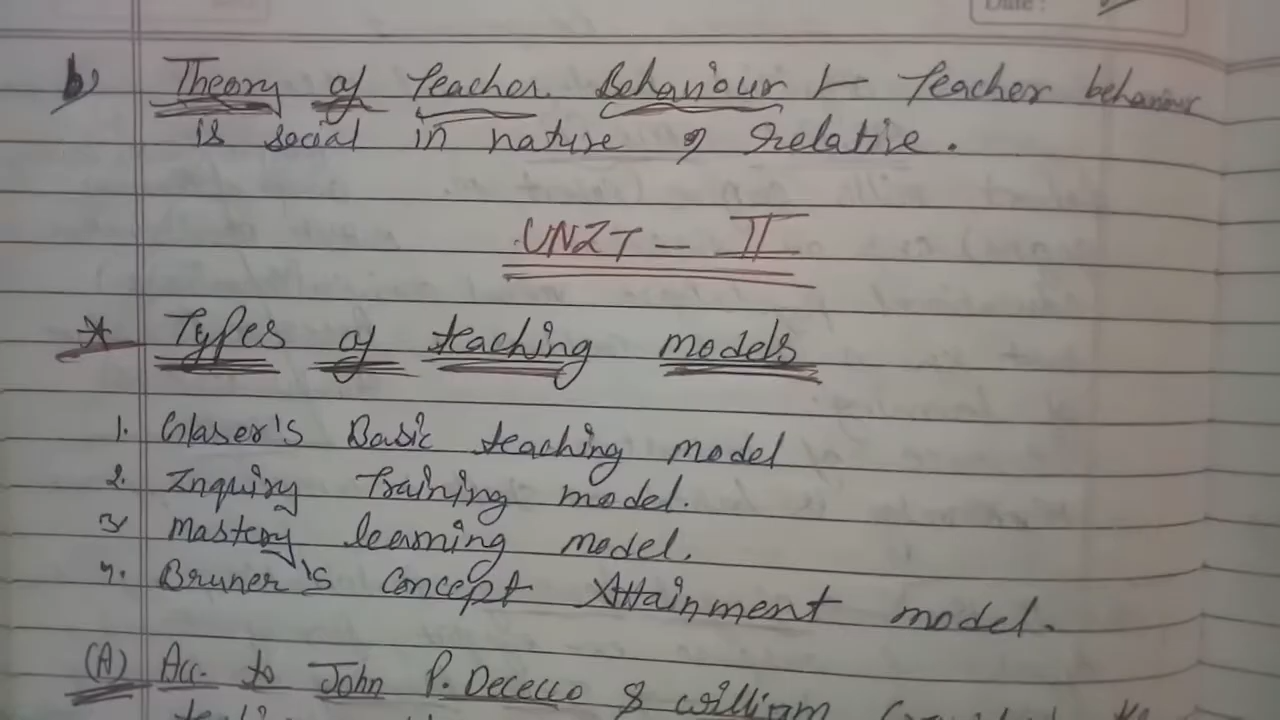 Date:
b) Theory of Teacher Behaviour :- Teacher behaviour
is social in nature & relative.
UNIT - II
* Types of teaching models
1. Glaser's Basic teaching model
2. Inquiry Training model.
3. Mastery learning model.
4. Bruner's Concept Attainment model.
(A) Acc. to John P. Dececco & William